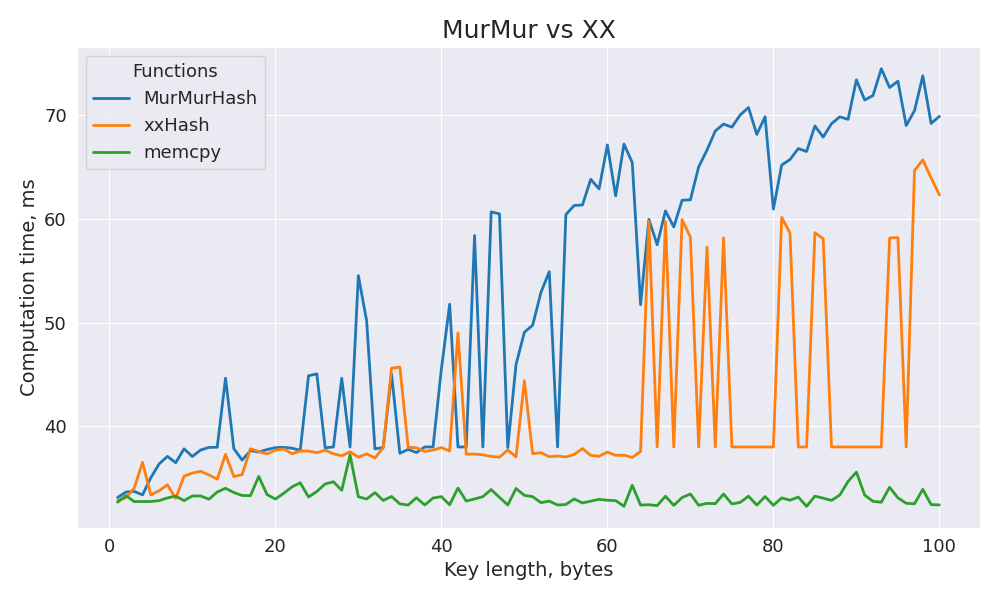 MurMur vs XX
Functions
MurMurHash
xxHash
memcpy
Computation time, ms
70
60
50
40
0 20 40 60 80 100
Key length, bytes